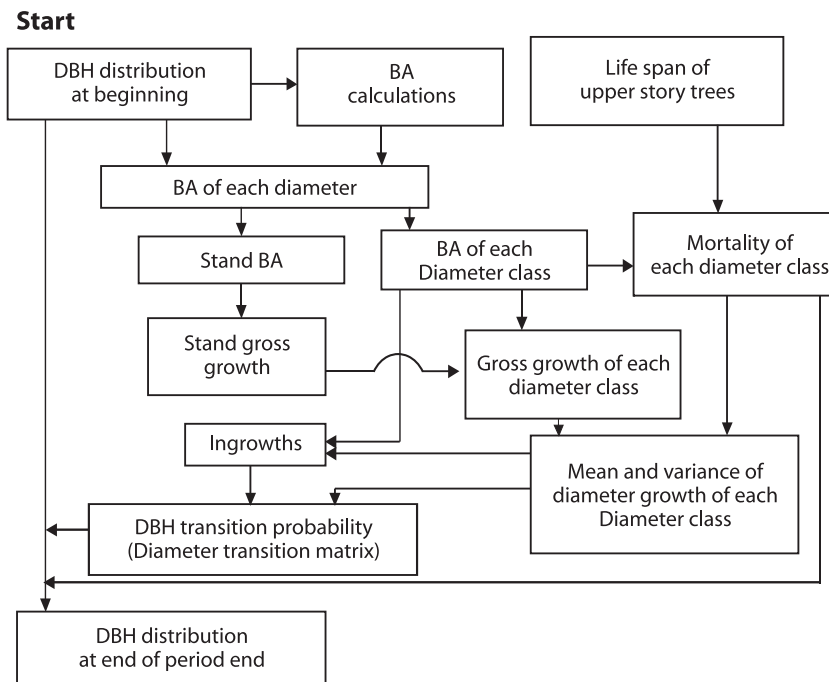 Start
DBH distribution
at beginning
BA
calculations
Life span of
upper story trees
BA of each diameter
Stand BA
BA of each
Diameter class
Mortality of
each diameter class
Stand gross
growth
Gross growth of each
diameter class
Ingrowths
Mean and variance of
diameter growth of each
Diameter class
DBH transition probability
(Diameter transition matrix)
DBH distribution
at end of period end